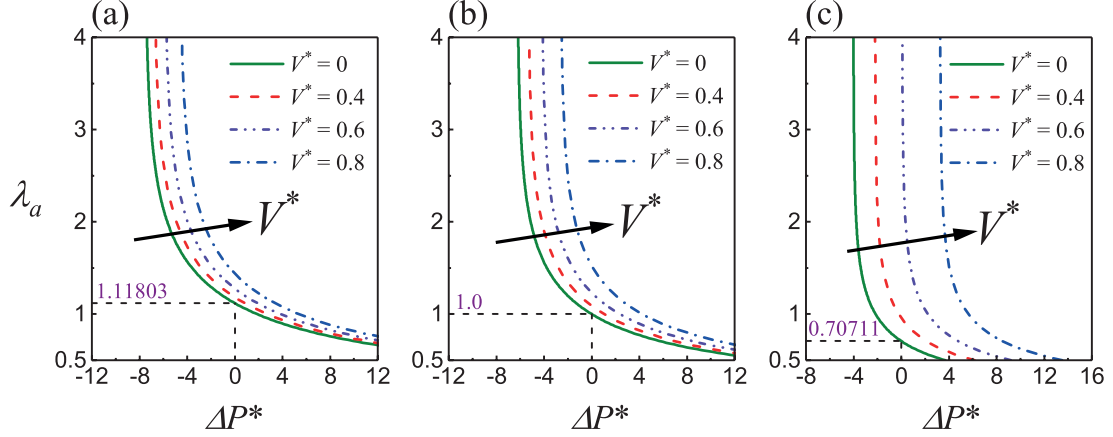 (a)
4
3
2
1
0.5
λa
V* = 0
V* = 0.4
V* = 0.6
V* = 0.8
V*
1.11803
-12 -8 -4 0 4 8 12
ΔP*
(b)
4
3
2
1
0.5
V* = 0
V* = 0.4
V* = 0.6
V* = 0.8
V*
1.0
-12 -8 -4 0 4 8 12
ΔP*
(c)
4
3
2
1
0.5
V* = 0
V* = 0.4
V* = 0.6
V* = 0.8
V*
0.70711
-8 -4 0 4 8 12 16
ΔP*